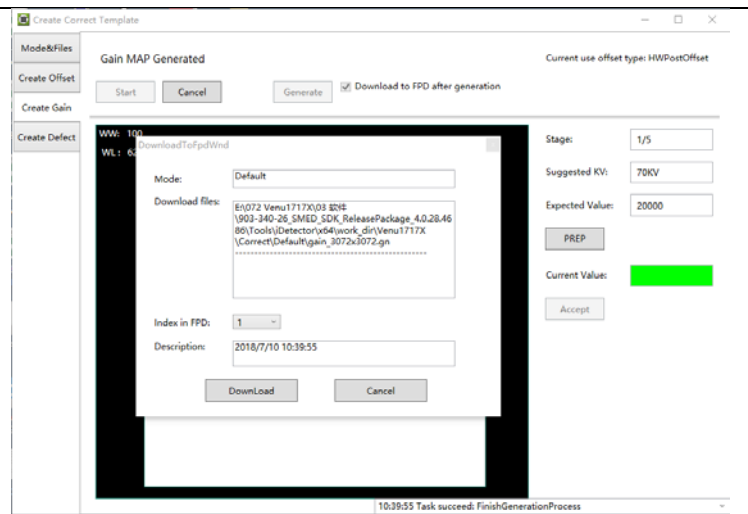 Create Correct Template
Mode&Files
Create Offset
Create Gain
Create Defect
Gain MAP Generated
Current use offset type: HWPostOffset
Start
Cancel
Generate
Download to FPD after generation
WW: 100
WL: 62
DownloadToFpdWnd
Mode:
Default
Download files:
E:\072 Venu1717X\03 软件
\903-340-26_SMED_SDK_ReleasePackage_4.0.28.46
86\Tools\iDetector\x64\work_dir\Venu1717X
\Correct\Default\gain_3072x3072.gn
Index in FPD:
1
Description:
2018/7/10 10:39:55
DownLoad
Cancel
Stage:
1/5
Suggested KV:
70KV
Expected Value:
20000
PREP
Current Value:
Accept
10:39:55 Task succeed: FinishGenerationProcess